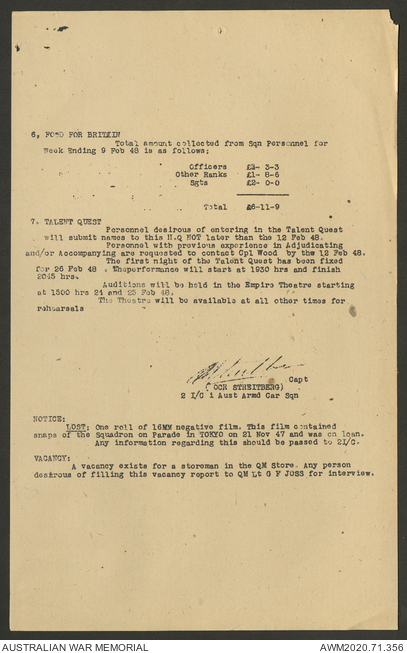 6, FOOD FOR BRITAIN
Total amount collected from Sqn Personnel for
Week Ending 9 Feb 48 is as follows;
Officers £3- 3-3
Other Ranks £1- 8-6
Sgts £2- 0-0
Total £6-11-9
7. TALENT QUEST
Personnel desirous of entering in the Talent Quest
will submit names to this H.Q NOT later than the 12 Feb 48.
Personnel with previous experience in Adjudicating
and/or Accompanying are requested to contact Cpl Wood by the 12 Feb 48.
The first night of the Talent Quest has been fixed
for 26 Feb 48 . Theperformance will start at 1930 hrs and finish
2045 hrs.
Auditions will be held in the Empire Theatre starting
at 1500 hrs 24 and 25 Feb 48.
The Theatre will be available at all other times for
rehearsals
Capt
( OCR STREITBERG)
2 I/C 1 Aust Armd Car Sqn
NOTICE:
LOST: One roll of 16MM negative film. This film contained
snaps of the Squadron on Parade in TOKYO on 21 Nov 47 and was on loan.
Any information regarding this should be passed to 2I/C.
VACANCY:
A vacancy exists for a storeman in the QM Store. Any person
desirous of filling this vacancy report to QM Lt G F JOSS for interview.
AUSTRALIAN WAR MEMORIAL
AWM2020.71.356